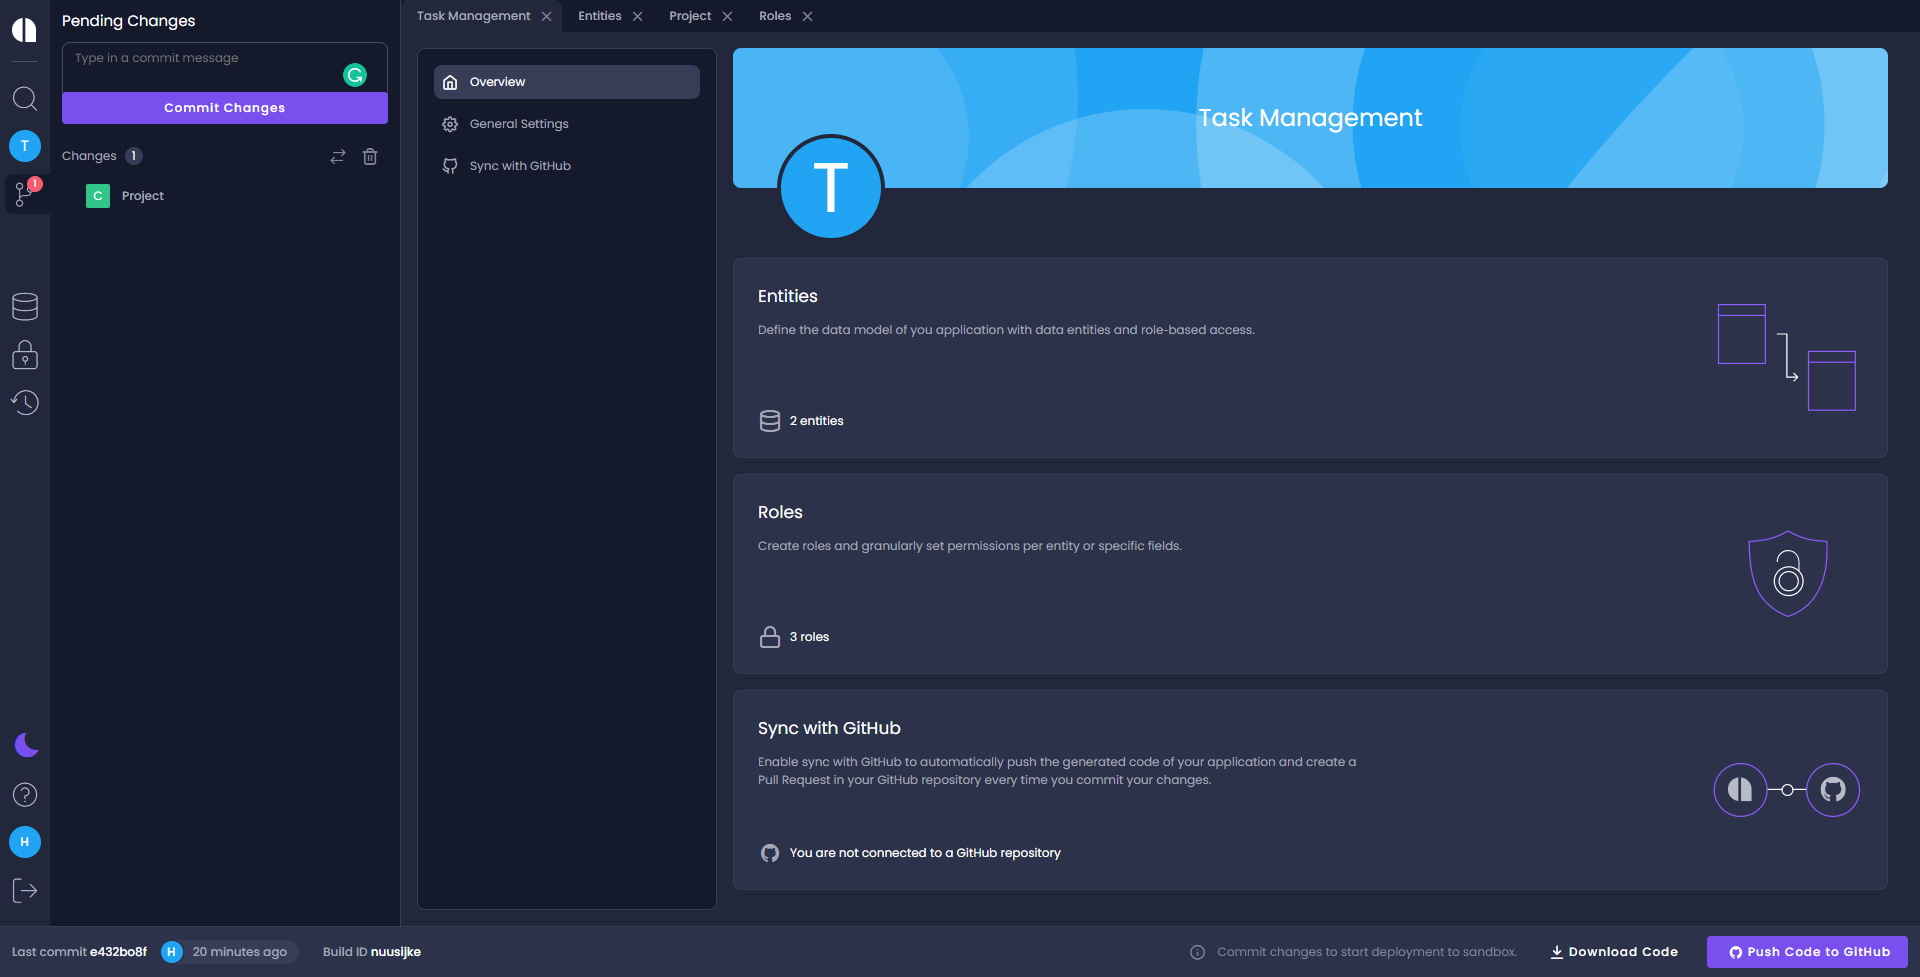 Pending Changes
Type in a commit message
Commit Changes
T
Changes 1
1
C Project
H
Task Management
Entities
Project
Roles
Overview
General Settings
Sync with GitHub
Task Management
T
Entities
Define the data model of you application with data entities and role-based access.
2 entities
Roles
Create roles and granularly set permissions per entity or specific fields.
3 roles
Sync with GitHub
Enable sync with GitHub to automatically push the generated code of your application and create a
Pull Request in your GitHub repository every time you commit your changes.
You are not connected to a GitHub repository
Last commit e432bo8f H 20 minutes ago Build ID nuusijke
Commit changes to start deployment to sandbox.
Download Code
Push Code to GitHub